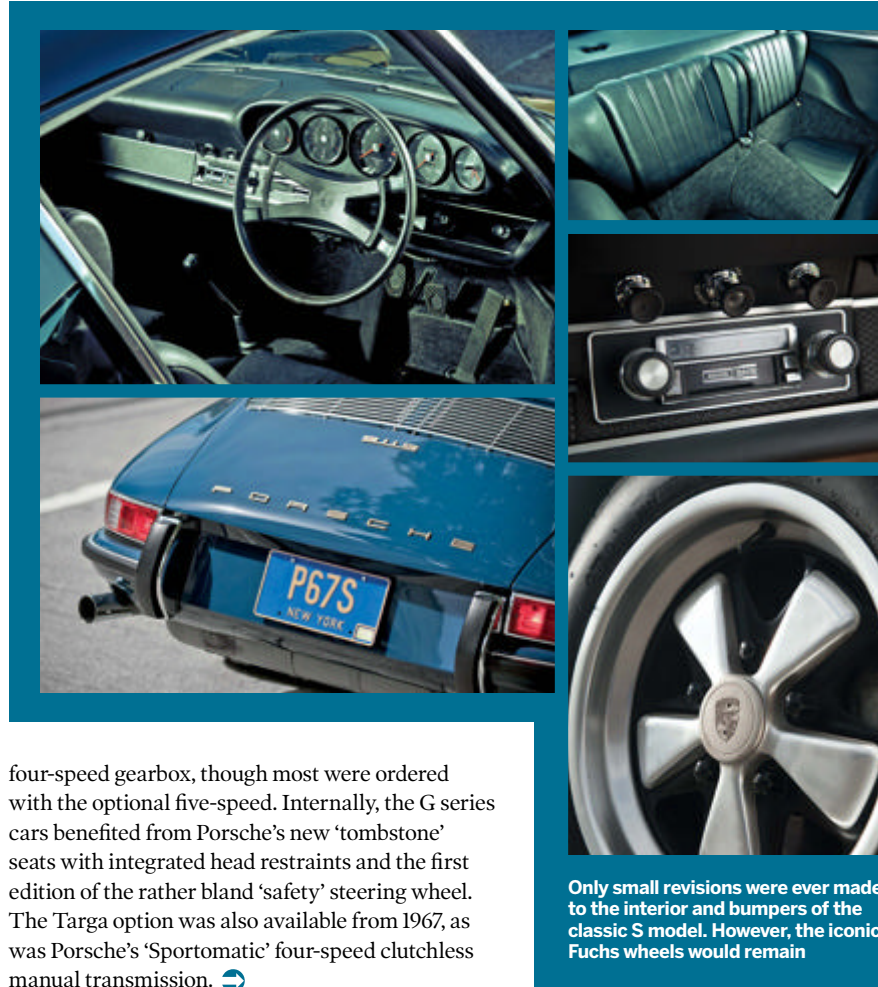 911S
PORSCHE
P67S
NEW YORK
four-speed gearbox, though most were ordered
with the optional five-speed. Internally, the G series
cars benefited from Porsche’s new ‘tombstone’
seats with integrated head restraints and the first
edition of the rather bland ‘safety’ steering wheel.
The Targa option was also available from 1967, as
was Porsche’s ‘Sportomatic’ four-speed clutchless
manual transmission.
Only small revisions were ever made
to the interior and bumpers of the
classic S model. However, the iconic
Fuchs wheels would remain